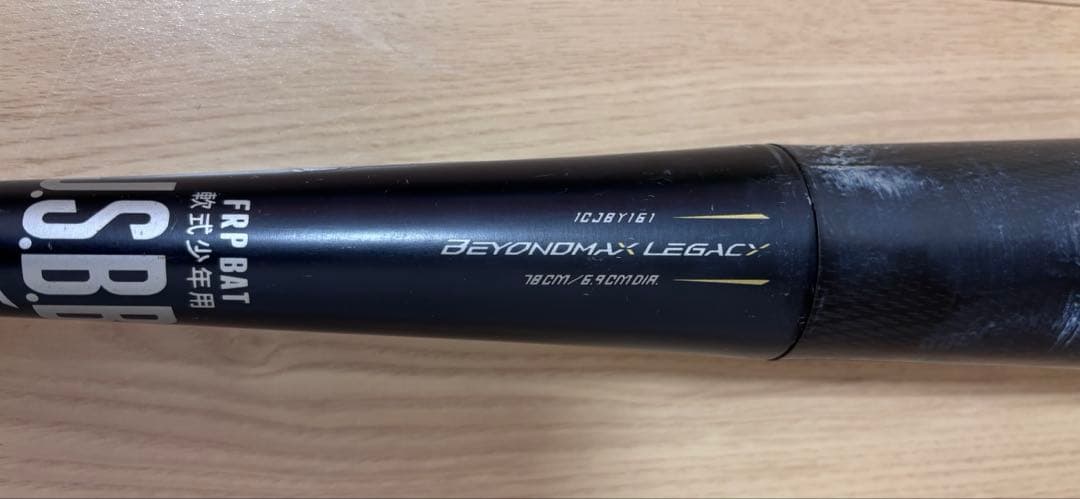 J.S.B.B
FRP BAT
軟式少年用
1CJBY161
BEYONDMAX LEGACY
78CM/6.9CM DIA.